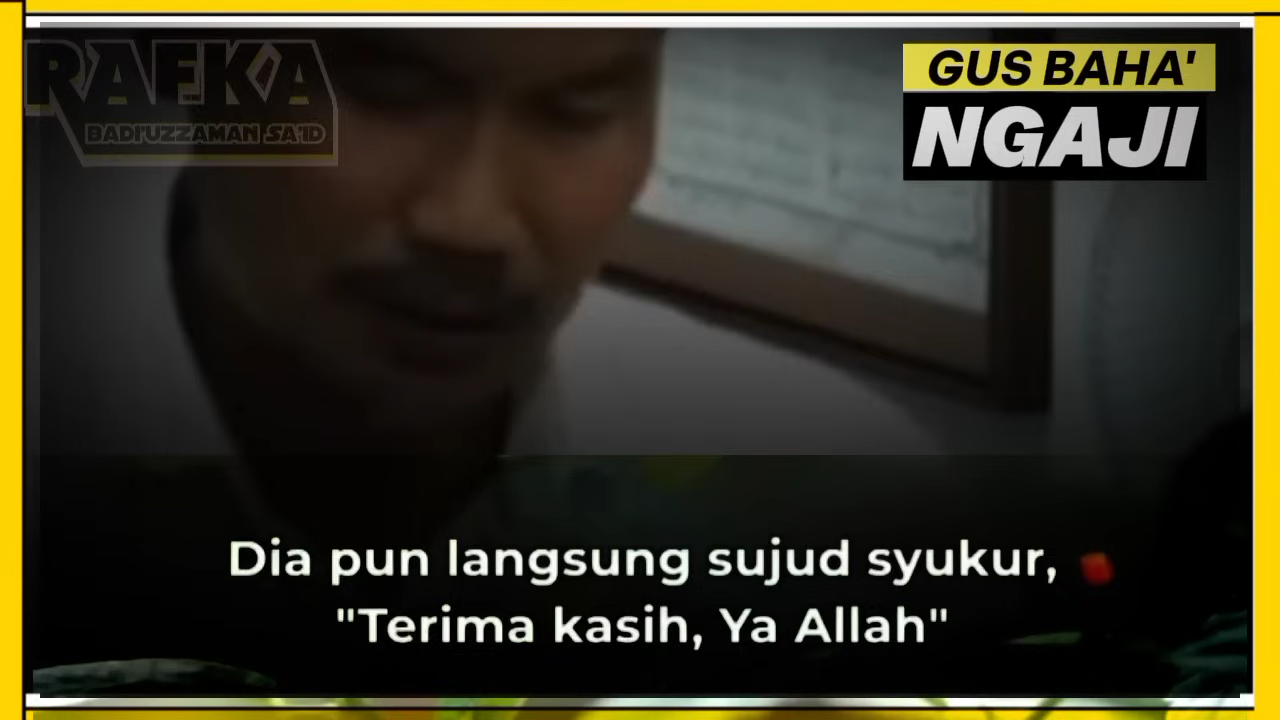 RAFKA
BADI'UZZAMAN SA'ID
GUS BAHA'
NGAJI
Dia pun langsung sujud syukur,
"Terima kasih, Ya Allah"